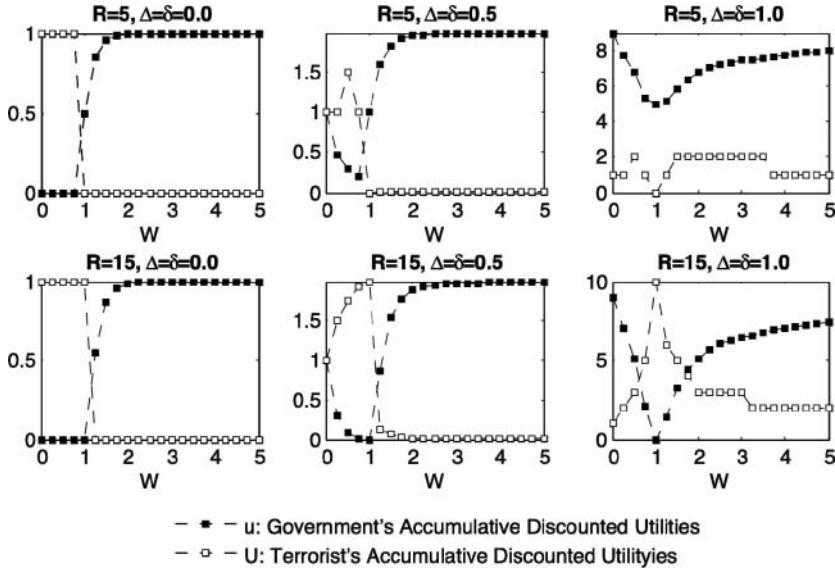 R=5, Δ=δ=0.0
R=5, Δ=δ=0.5
R=5, Δ=δ=1.0
1
0.5
0
0 1 2 3 4 5
W
1.5
1
0.5
0
0 1 2 3 4 5
W
8
6
4
2
0
0 1 2 3 4 5
W
R=15, Δ=δ=0.0
R=15, Δ=δ=0.5
R=15, Δ=δ=1.0
1
0.5
0
0 1 2 3 4 5
W
1.5
1
0.5
0
0 1 2 3 4 5
W
10
5
0
0 1 2 3 4 5
W
u: Government's Accumulative Discounted Utilities
U: Terrorist's Accumulative Discounted Utilityies